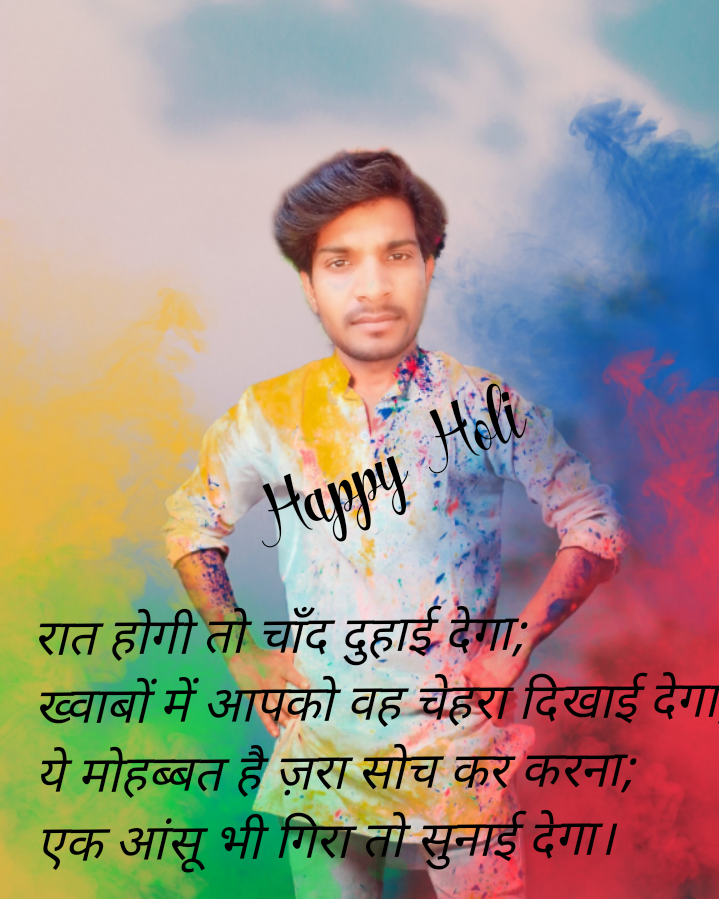 Happy Holi
रात होगी तो चाँद दुहाई देगा;
ख्वाबों में आपको वह चेहरा दिखाई देगा,
ये मोहब्बत है ज़रा सोच कर करना;
एक आंसू भी गिरा तो सुनाई देगा।